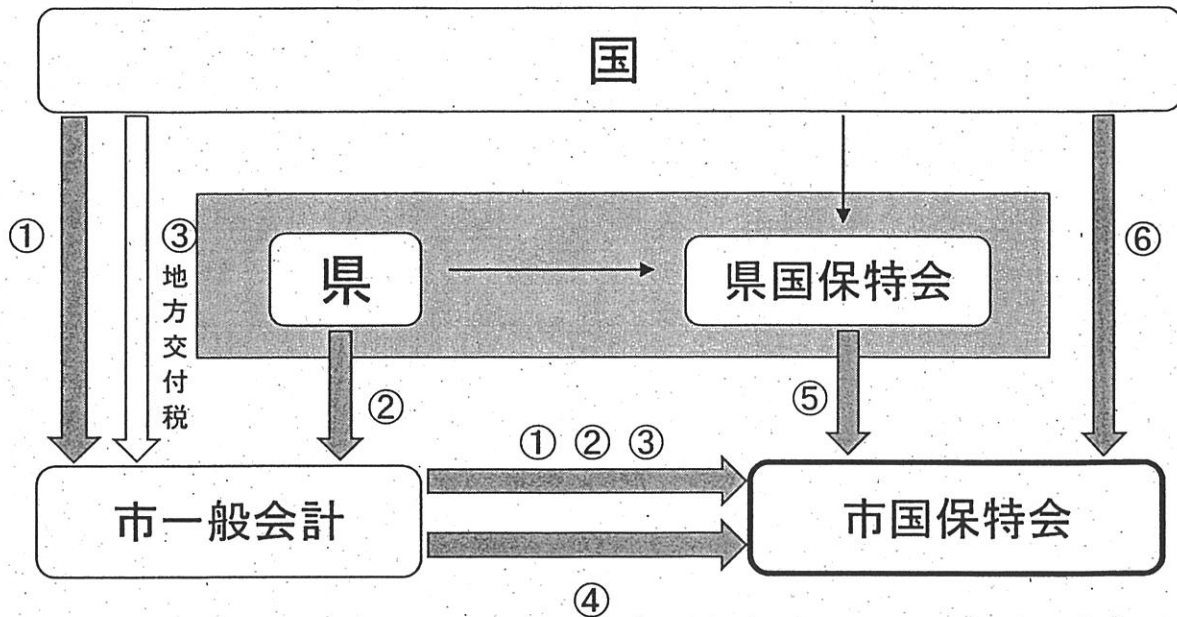 国
①
③
地方交付税
⑥
県
県国保特会
②
⑤
① ② ③
市一般会計
市国保特会
④